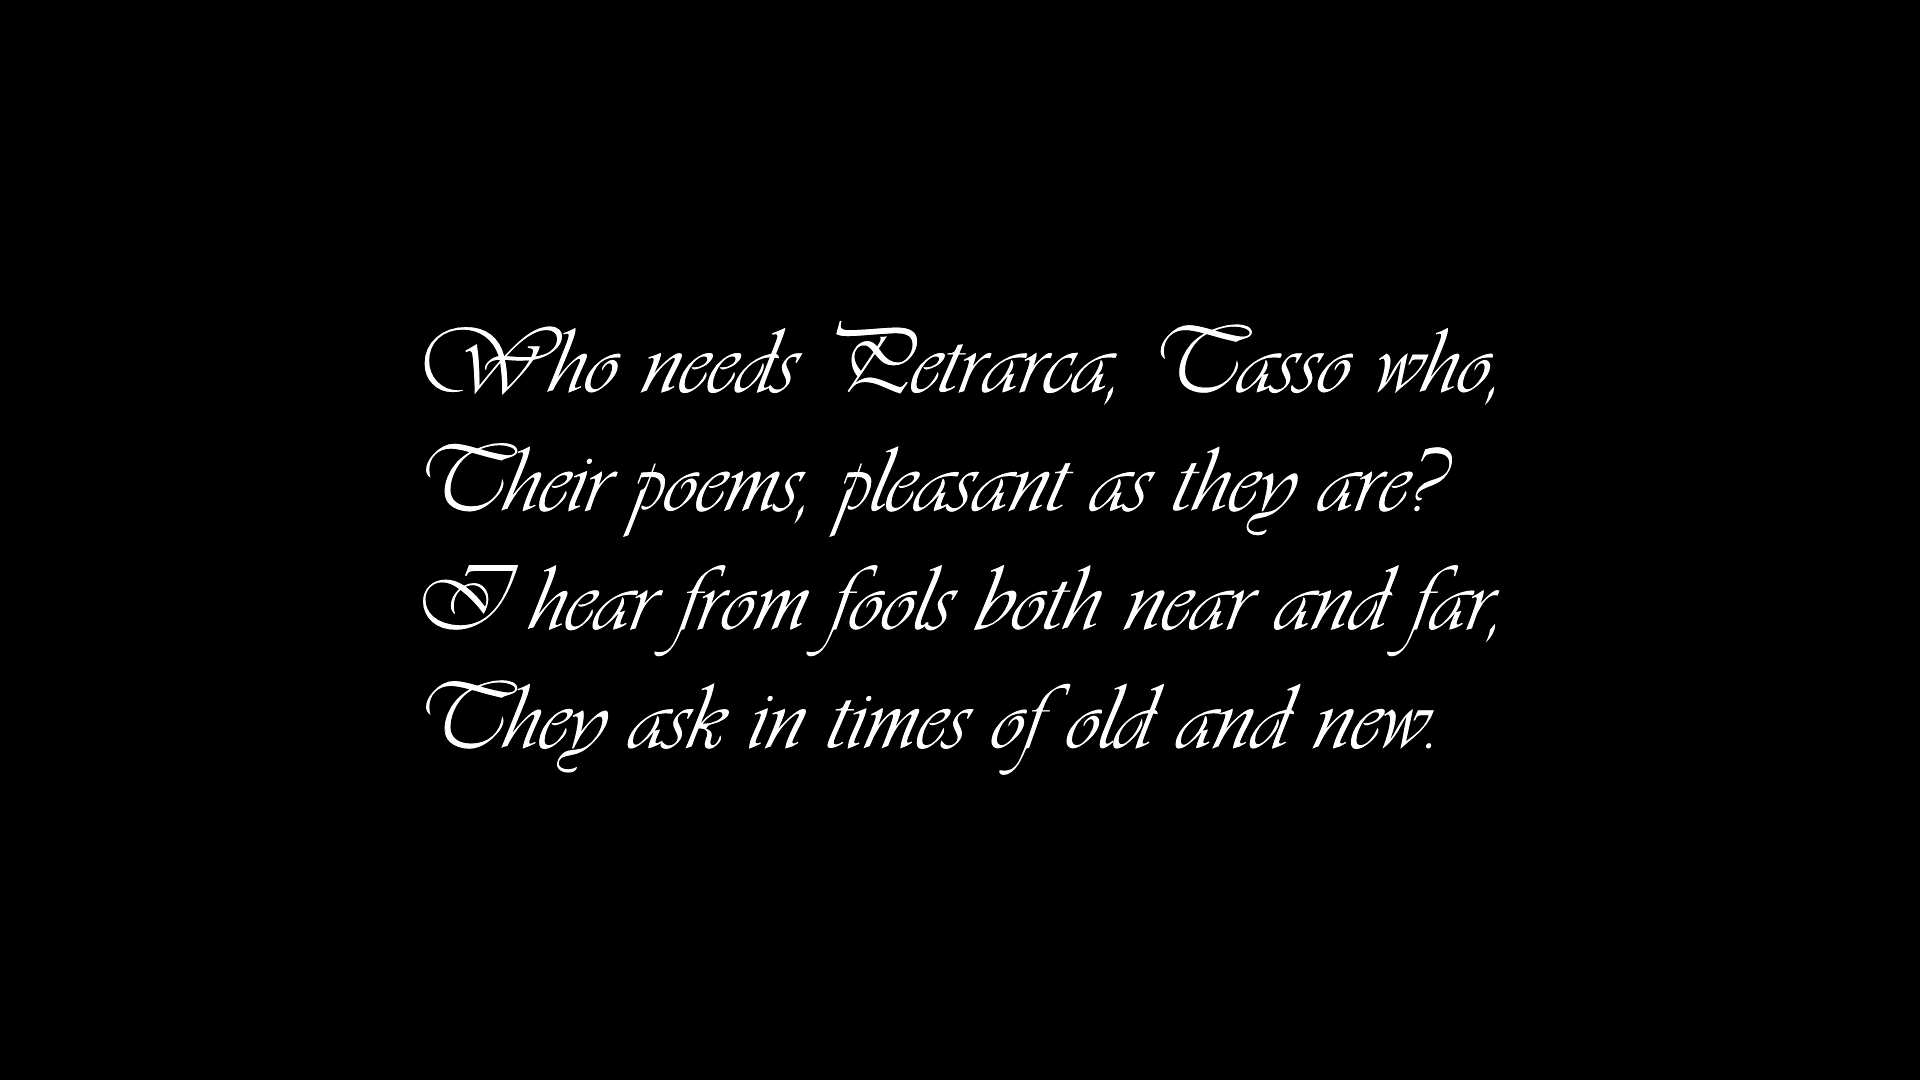 Who needs Petrarca, Tasso who,
Their poems, pleasant as they are?
I hear from fools both near and far,
They ask in times of old and new.